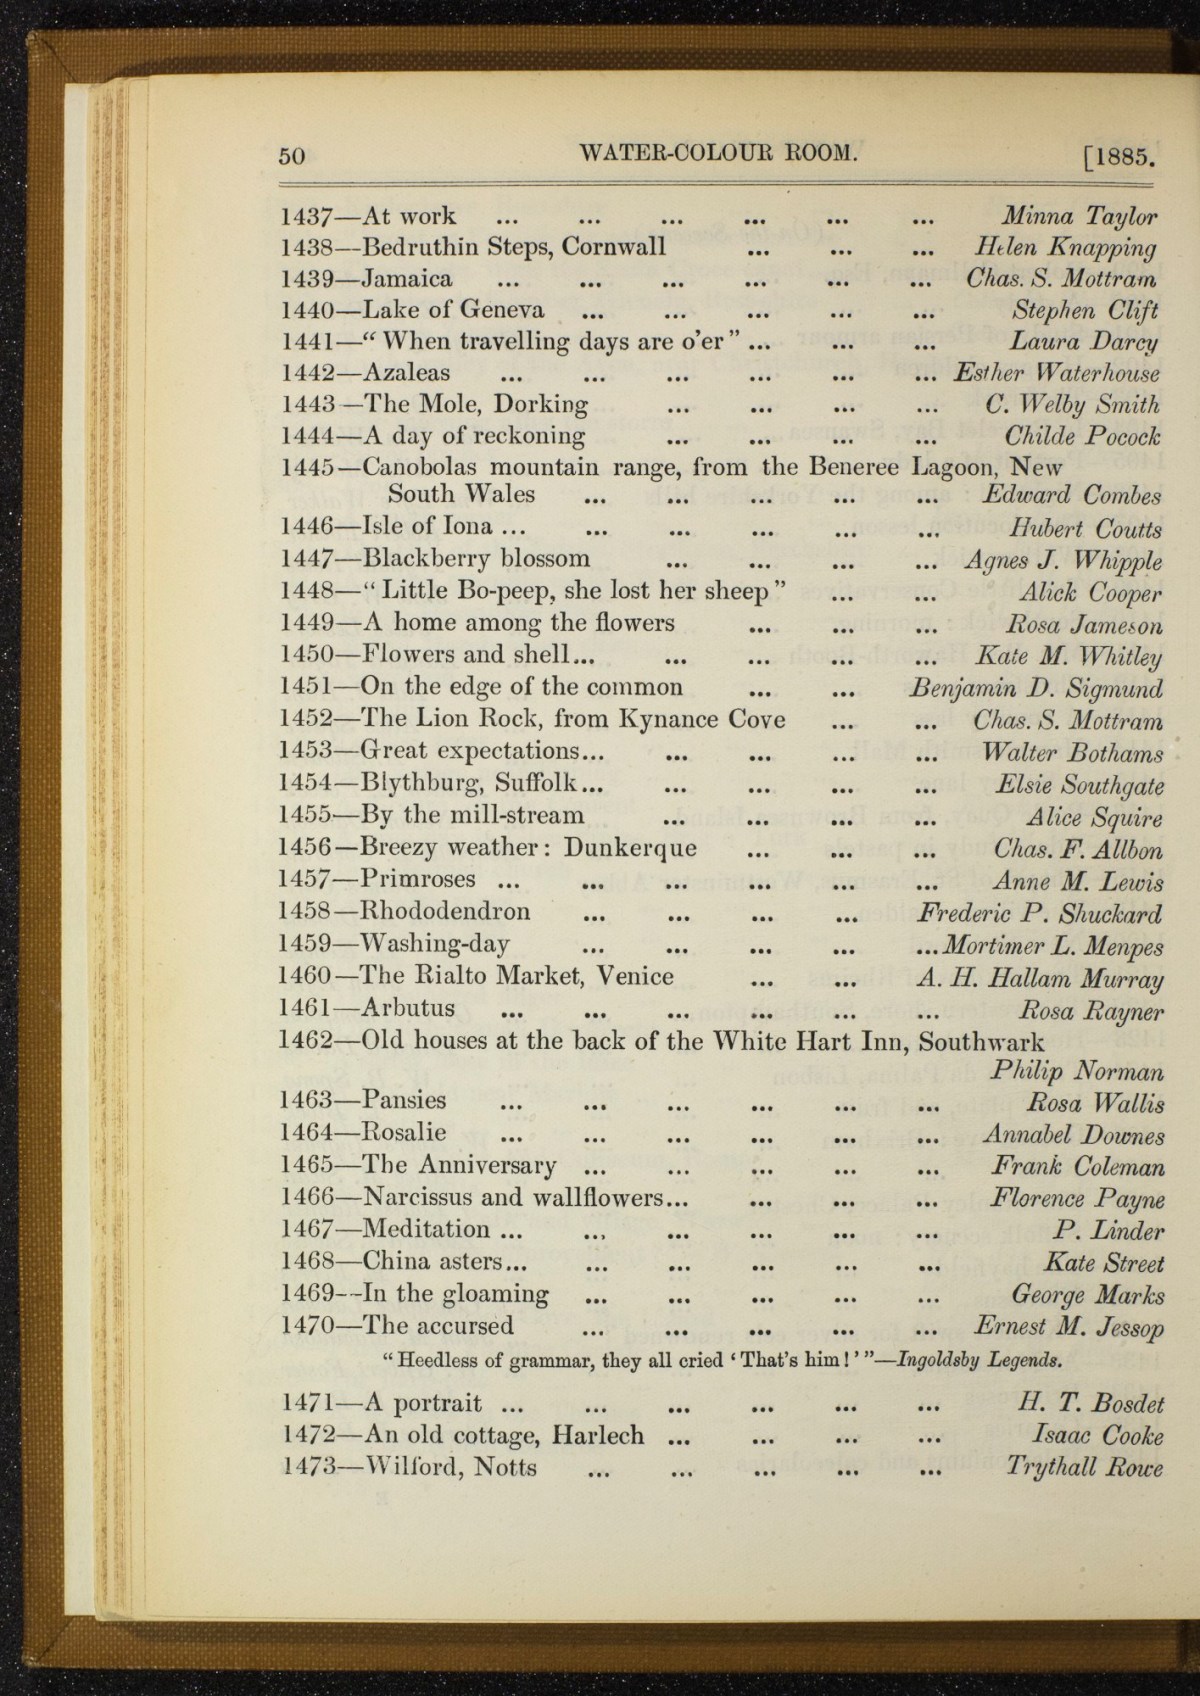 50 WATER-COLOUR ROOM. [1885.
1437—At work ... ... ... ... ... ... Minna Taylor
1438—Bedruthin Steps, Cornwall ... ... ... Helen Knapping
1439—Jamaica ... ... ... ... ... ... Chas. S. Mottram
1440—Lake of Geneva ... ... ... ... ... Stephen Clift
1441—“ When travelling days are o’er ” ... ... ... Laura Darcy
1442—Azaleas ... ... ... ... ... ... Esther Waterhouse
1443—The Mole, Dorking ... ... ... ... C. Welby Smith
1444—A day of reckoning ... ... ... ... Childe Pocock
1445—Canobolas mountain range, from the Beneree Lagoon, New
South Wales ... ... ... ... ... Edward Combes
1446—Isle of Iona ... ... ... ... ... ... Hubert Coutts
1447—Blackberry blossom ... ... ... ... Agnes J. Whipple
1448—“ Little Bo-peep, she lost her sheep ” ... ... Alick Cooper
1449—A home among the flowers ... ... ... Rosa Jameson
1450—Flowers and shell... ... ... ... ... Kate M. Whitley
1451—On the edge of the common ... ... Benjamin D. Sigmund
1452—The Lion Rock, from Kynance Cove ... ... Chas. S. Mottram
1453—Great expectations... ... ... ... ... Walter Bothams
1454—Blythburg, Suffolk... ... ... ... ... Elsie Southgate
1455—By the mill-stream ... ... ... ... Alice Squire
1456—Breezy weather: Dunkerque ... ... ... Chas. F. Allbon
1457—Primroses ... ... ... ... ... ... Anne M. Lewis
1458—Rhododendron ... ... ... ... Frederic P. Shuckard
1459—Washing-day ... ... ... ... ... Mortimer L. Menpes
1460—The Rialto Market, Venice ... ... A. H. Hallam Murray
1461—Arbutus ... ... ... ... ... ... Rosa Rayner
1462—Old houses at the back of the White Hart Inn, Southwark
Philip Norman
1463—Pansies ... ... ... ... ... ... Rosa Wallis
1464—Rosalie ... ... ... ... ... ... Annabel Downes
1465—The Anniversary ... ... ... ... ... Frank Coleman
1466—Narcissus and wallflowers... ... ... ... Florence Payne
1467—Meditation ... ... ... ... ... ... P. Linder
1468—China asters... ... ... ... ... ... Kate Street
1469--In the gloaming ... ... ... ... ... George Marks
1470—The accursed ... ... ... ... ... Ernest M. Jessop
“ Heedless of grammar, they all cried ‘ That’s him ! ’ ”—Ingoldsby Legends.
1471—A portrait ... ... ... ... ... ... H. T. Bosdet
1472—An old cottage, Harlech ... ... ... ... Isaac Cooke
1473—Wilford, Notts ... ... ... ... ... Trythall Rowe